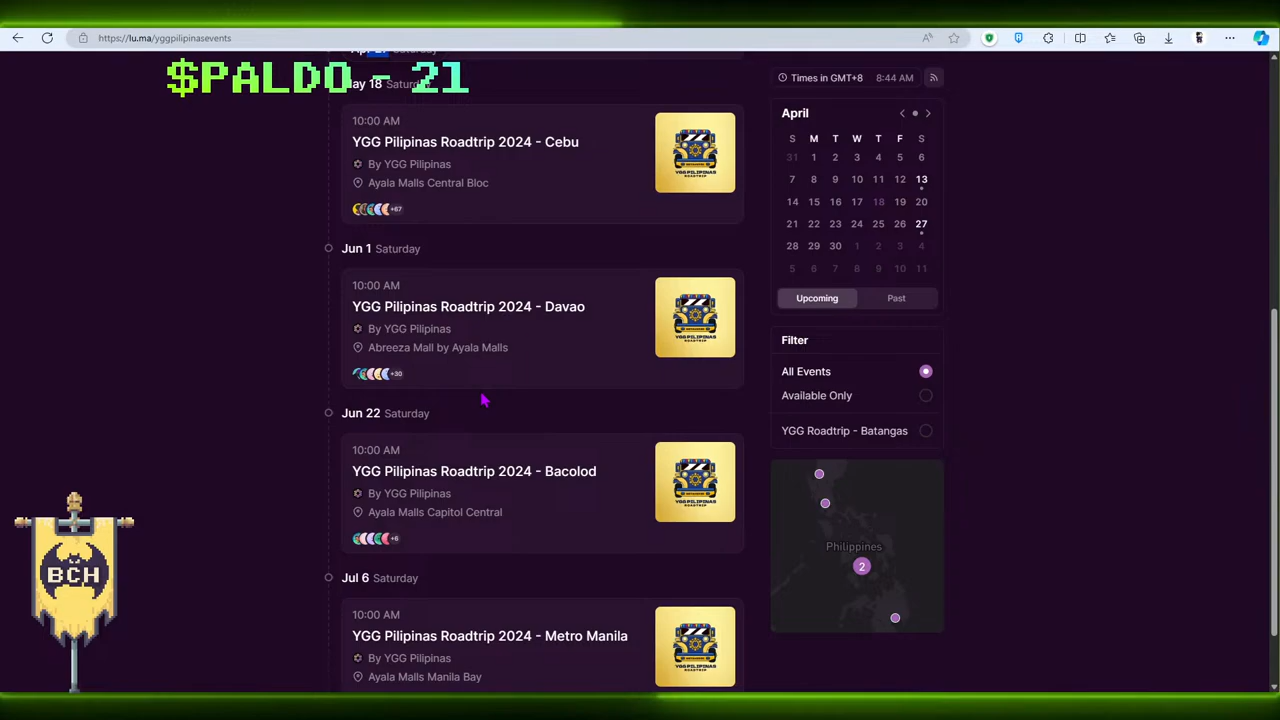 https://lu.ma/yggpilipinasevents
$PALDO - 21
May 18 Saturday
10:00 AM
YGG Pilipinas Roadtrip 2024 - Cebu
By YGG Pilipinas
Ayala Malls Central Bloc
+67
Jun 1 Saturday
10:00 AM
YGG Pilipinas Roadtrip 2024 - Davao
By YGG Pilipinas
Abreeza Mall by Ayala Malls
+30
Jun 22 Saturday
10:00 AM
YGG Pilipinas Roadtrip 2024 - Bacolod
By YGG Pilipinas
Ayala Malls Capitol Central
+6
Jul 6 Saturday
10:00 AM
YGG Pilipinas Roadtrip 2024 - Metro Manila
By YGG Pilipinas
Ayala Malls Manila Bay
Times in GMT+8 8:44 AM
April
S M T W T F S
31 1 2 3 4 5 6
7 8 9 10 11 12 13
14 15 16 17 18 19 20
21 22 23 24 25 26 27
28 29 30 1 2 3 4
5 6 7 8 9 10 11
Upcoming Past
Filter
All Events
Available Only
YGG Roadtrip - Batangas
Philippines
2
BCH